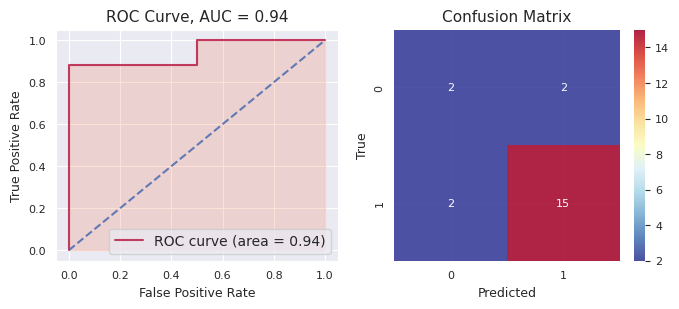 ROC Curve, AUC = 0.94
True Positive Rate
1.0
0.8
0.6
0.4
0.2
0.0
ROC curve (area = 0.94)
0.0 0.2 0.4 0.6 0.8 1.0
False Positive Rate
Confusion Matrix
True
0
1
2 2
2 15
0 1
Predicted
14
12
10
8
6
4
2